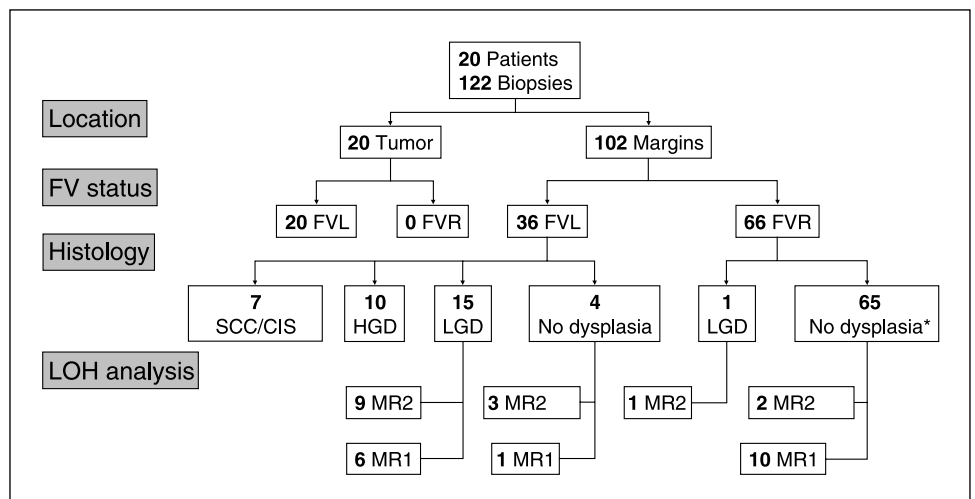 20 Patients
122 Biopsies
Location
20 Tumor
102 Margins
FV status
20 FVL
0 FVR
36 FVL
66 FVR
Histology
7
SCC/CIS
10
HGD
15
LGD
4
No dysplasia
1
LGD
65
No dysplasia*
LOH analysis
9 MR2
3 MR2
1 MR2
2 MR2
6 MR1
1 MR1
10 MR1